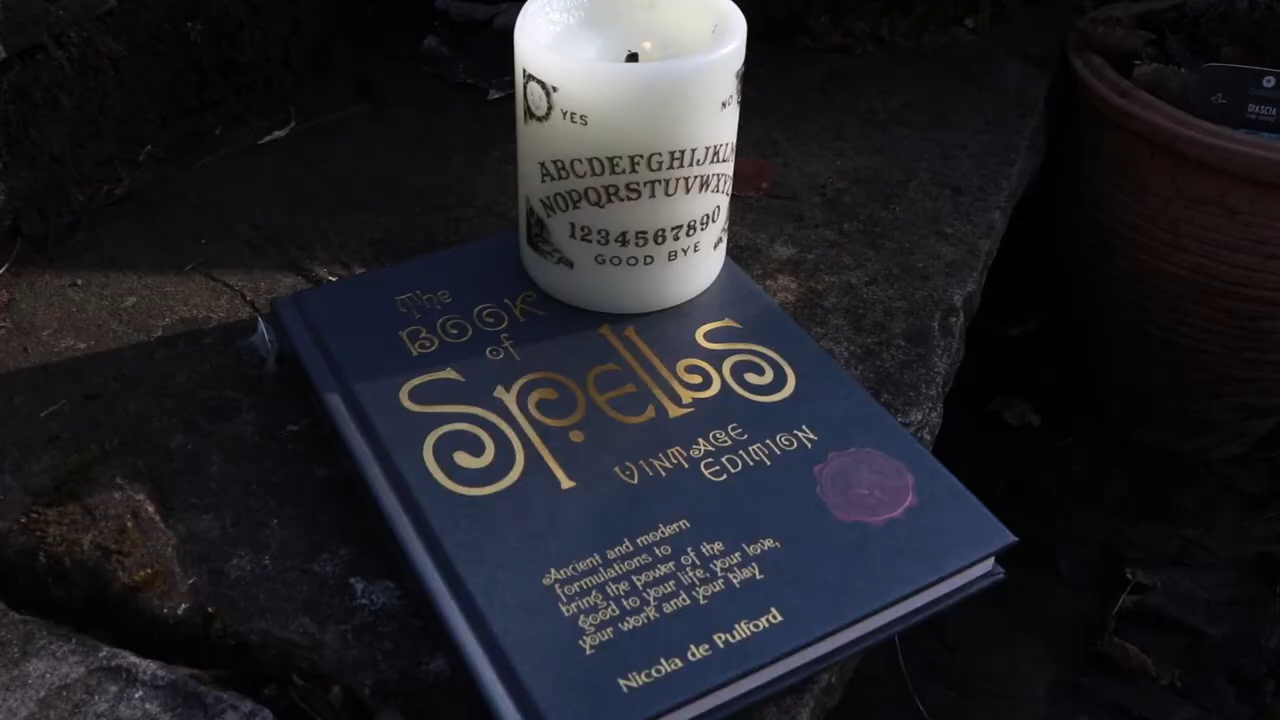 YES
NO
ABCDEFGHIJKLM
NOPQRSTUVWXY
1234567890
GOOD BYE
The
BOOK
of
Spells
VINTAGE
EDITION
Ancient and modern
formulations to
bring the power of the
good to your life, your love,
your work and your play
Nicola de Pulford
DIASCIA